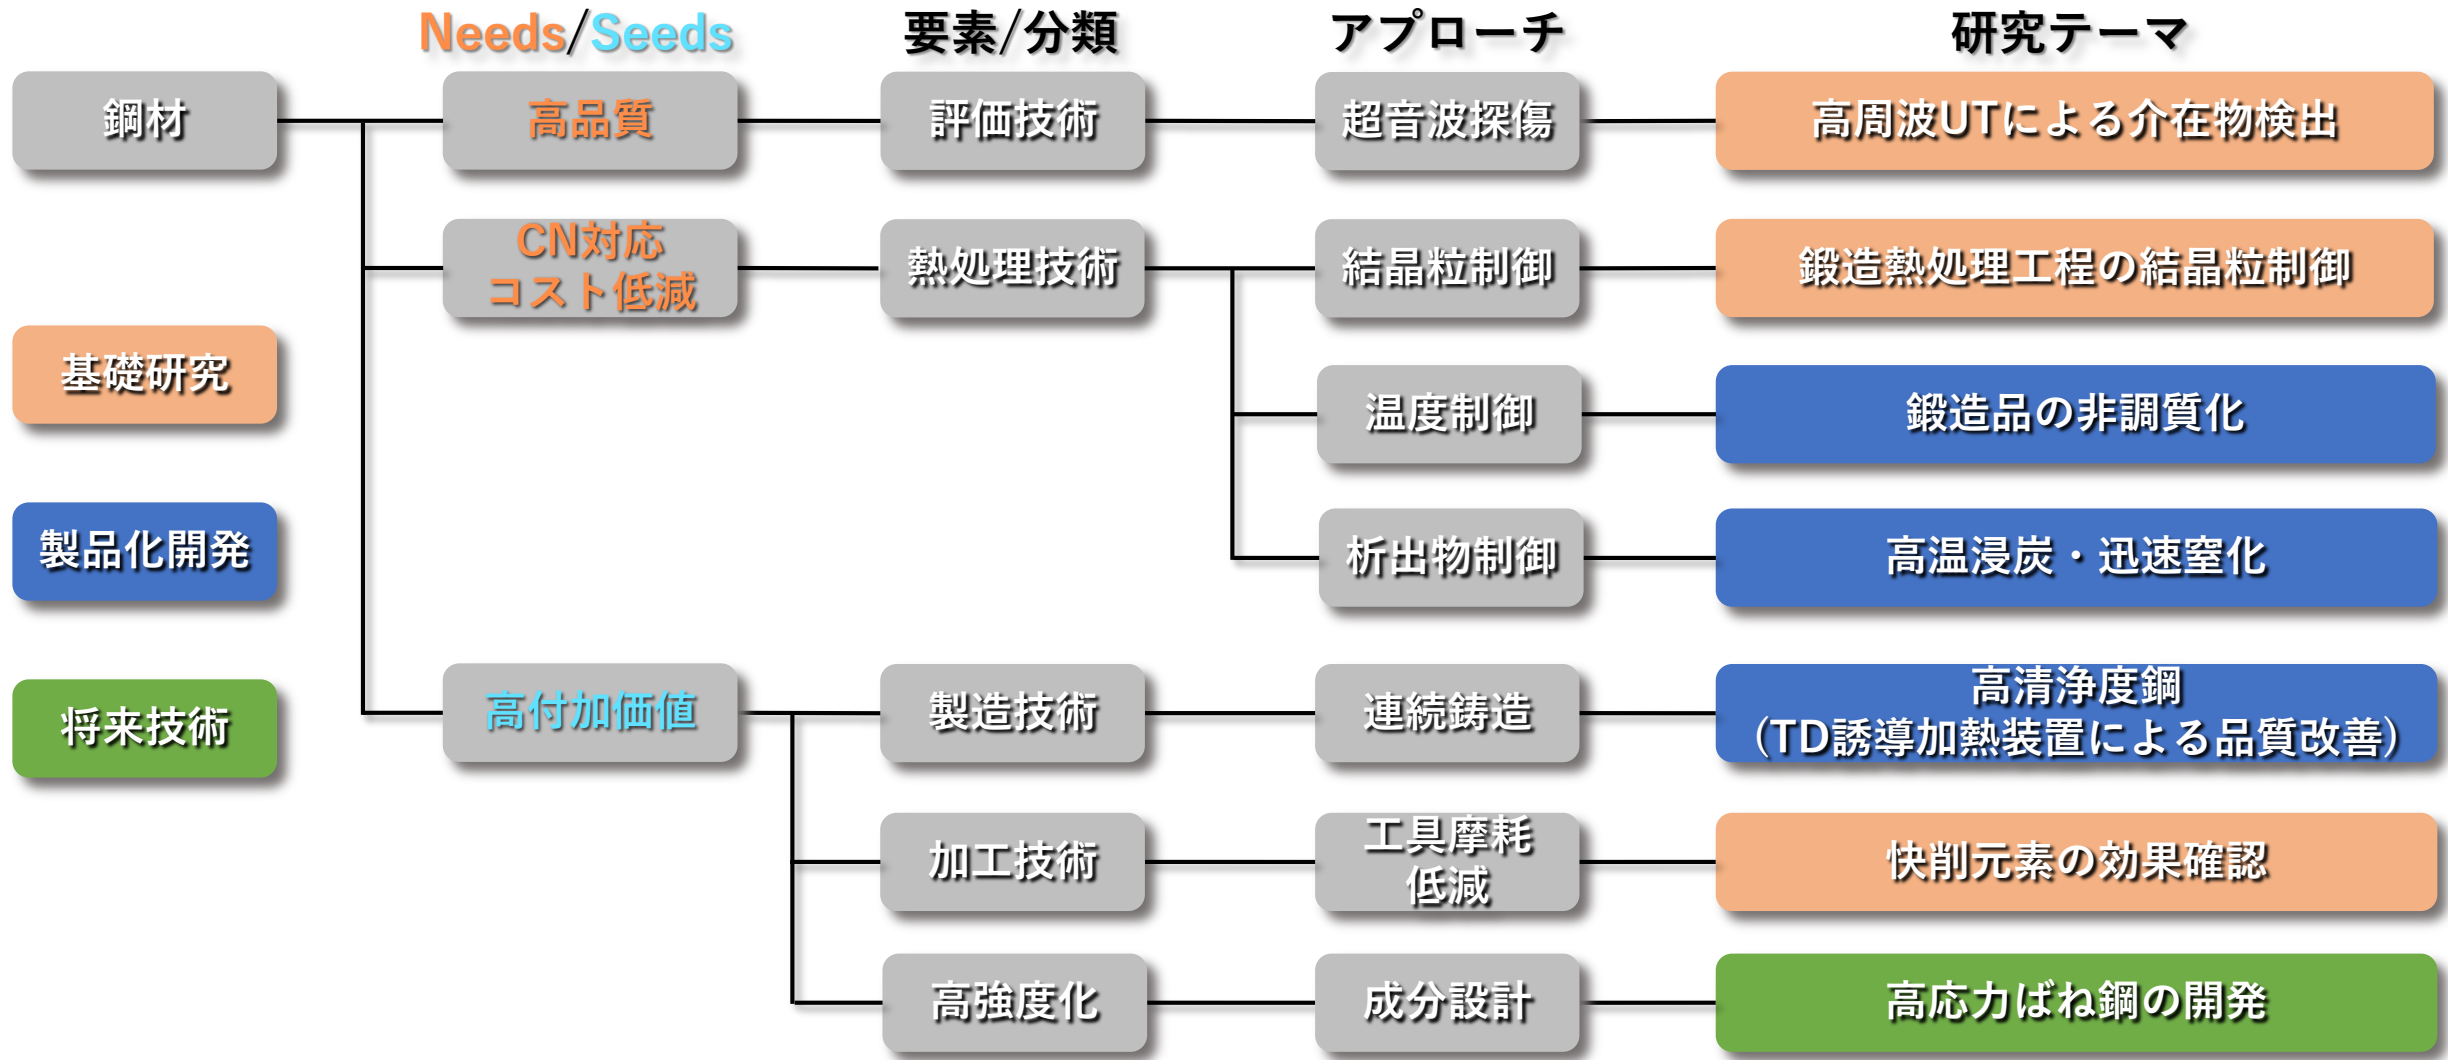 Needs/Seeds
要素/分類
アプローチ
研究テーマ
鋼材
高品質
評価技術
超音波探傷
高周波UTによる介在物検出
CN対応
コスト低減
熱処理技術
結晶粒制御
鍛造熱処理工程の結晶粒制御
基礎研究
温度制御
鍛造品の非調質化
製品化開発
析出物制御
高温浸炭・迅速窒化
将来技術
高付加価値
製造技術
連続鋳造
高清浄度鋼
（TD誘導加熱装置による品質改善）
加工技術
工具摩耗
低減
快削元素の効果確認
高強度化
成分設計
高応力ばね鋼の開発